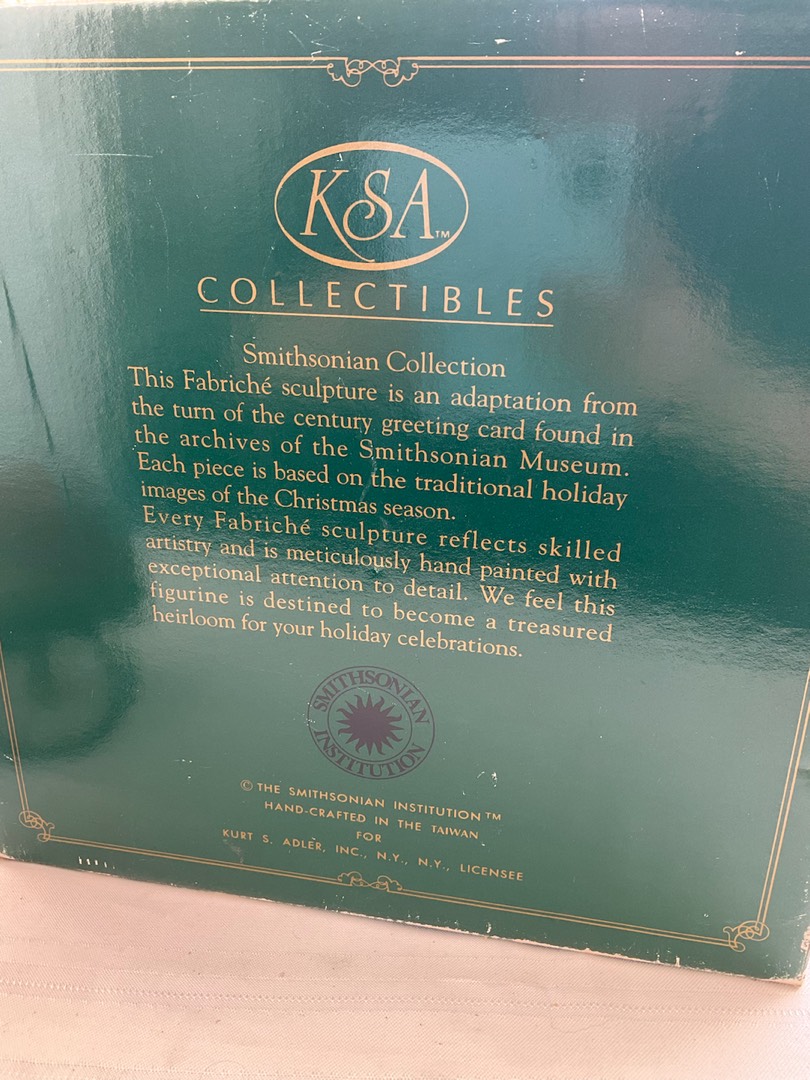 KSA™
COLLECTIBLES
Smithsonian Collection
This Fabriché sculpture is an adaptation from
the turn of the century greeting card found in
the archives of the Smithsonian Museum.
Each piece is based on the traditional holiday
images of the Christmas season.
Every Fabriché sculpture reflects skilled
artistry and is meticulously hand painted with
exceptional attention to detail. We feel this
figurine is destined to become a treasured
heirloom for your holiday celebrations.
SMITHSONIAN
INSTITUTION
© THE SMITHSONIAN INSTITUTION™
HAND-CRAFTED IN THE TAIWAN
FOR
KURT S. ADLER, INC., N.Y., N.Y., LICENSEE